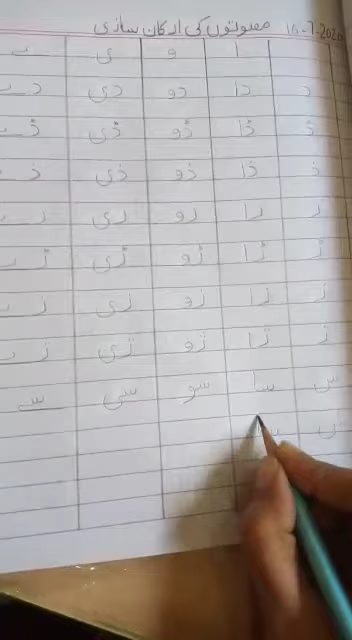 مصوتوں کی ارکان سازی 16-7-2020
ا و ی ے
د دا دو دی دے
ڈ ڈا ڈو ڈی ڈے
ذ ذا ذو ذی ذے
ر را رو ری رے
ڑ ڑا ڑو ڑی ڑے
ز زا زو زی زے
ژ ژا ژو ژی ژے
س سا سو سی سے